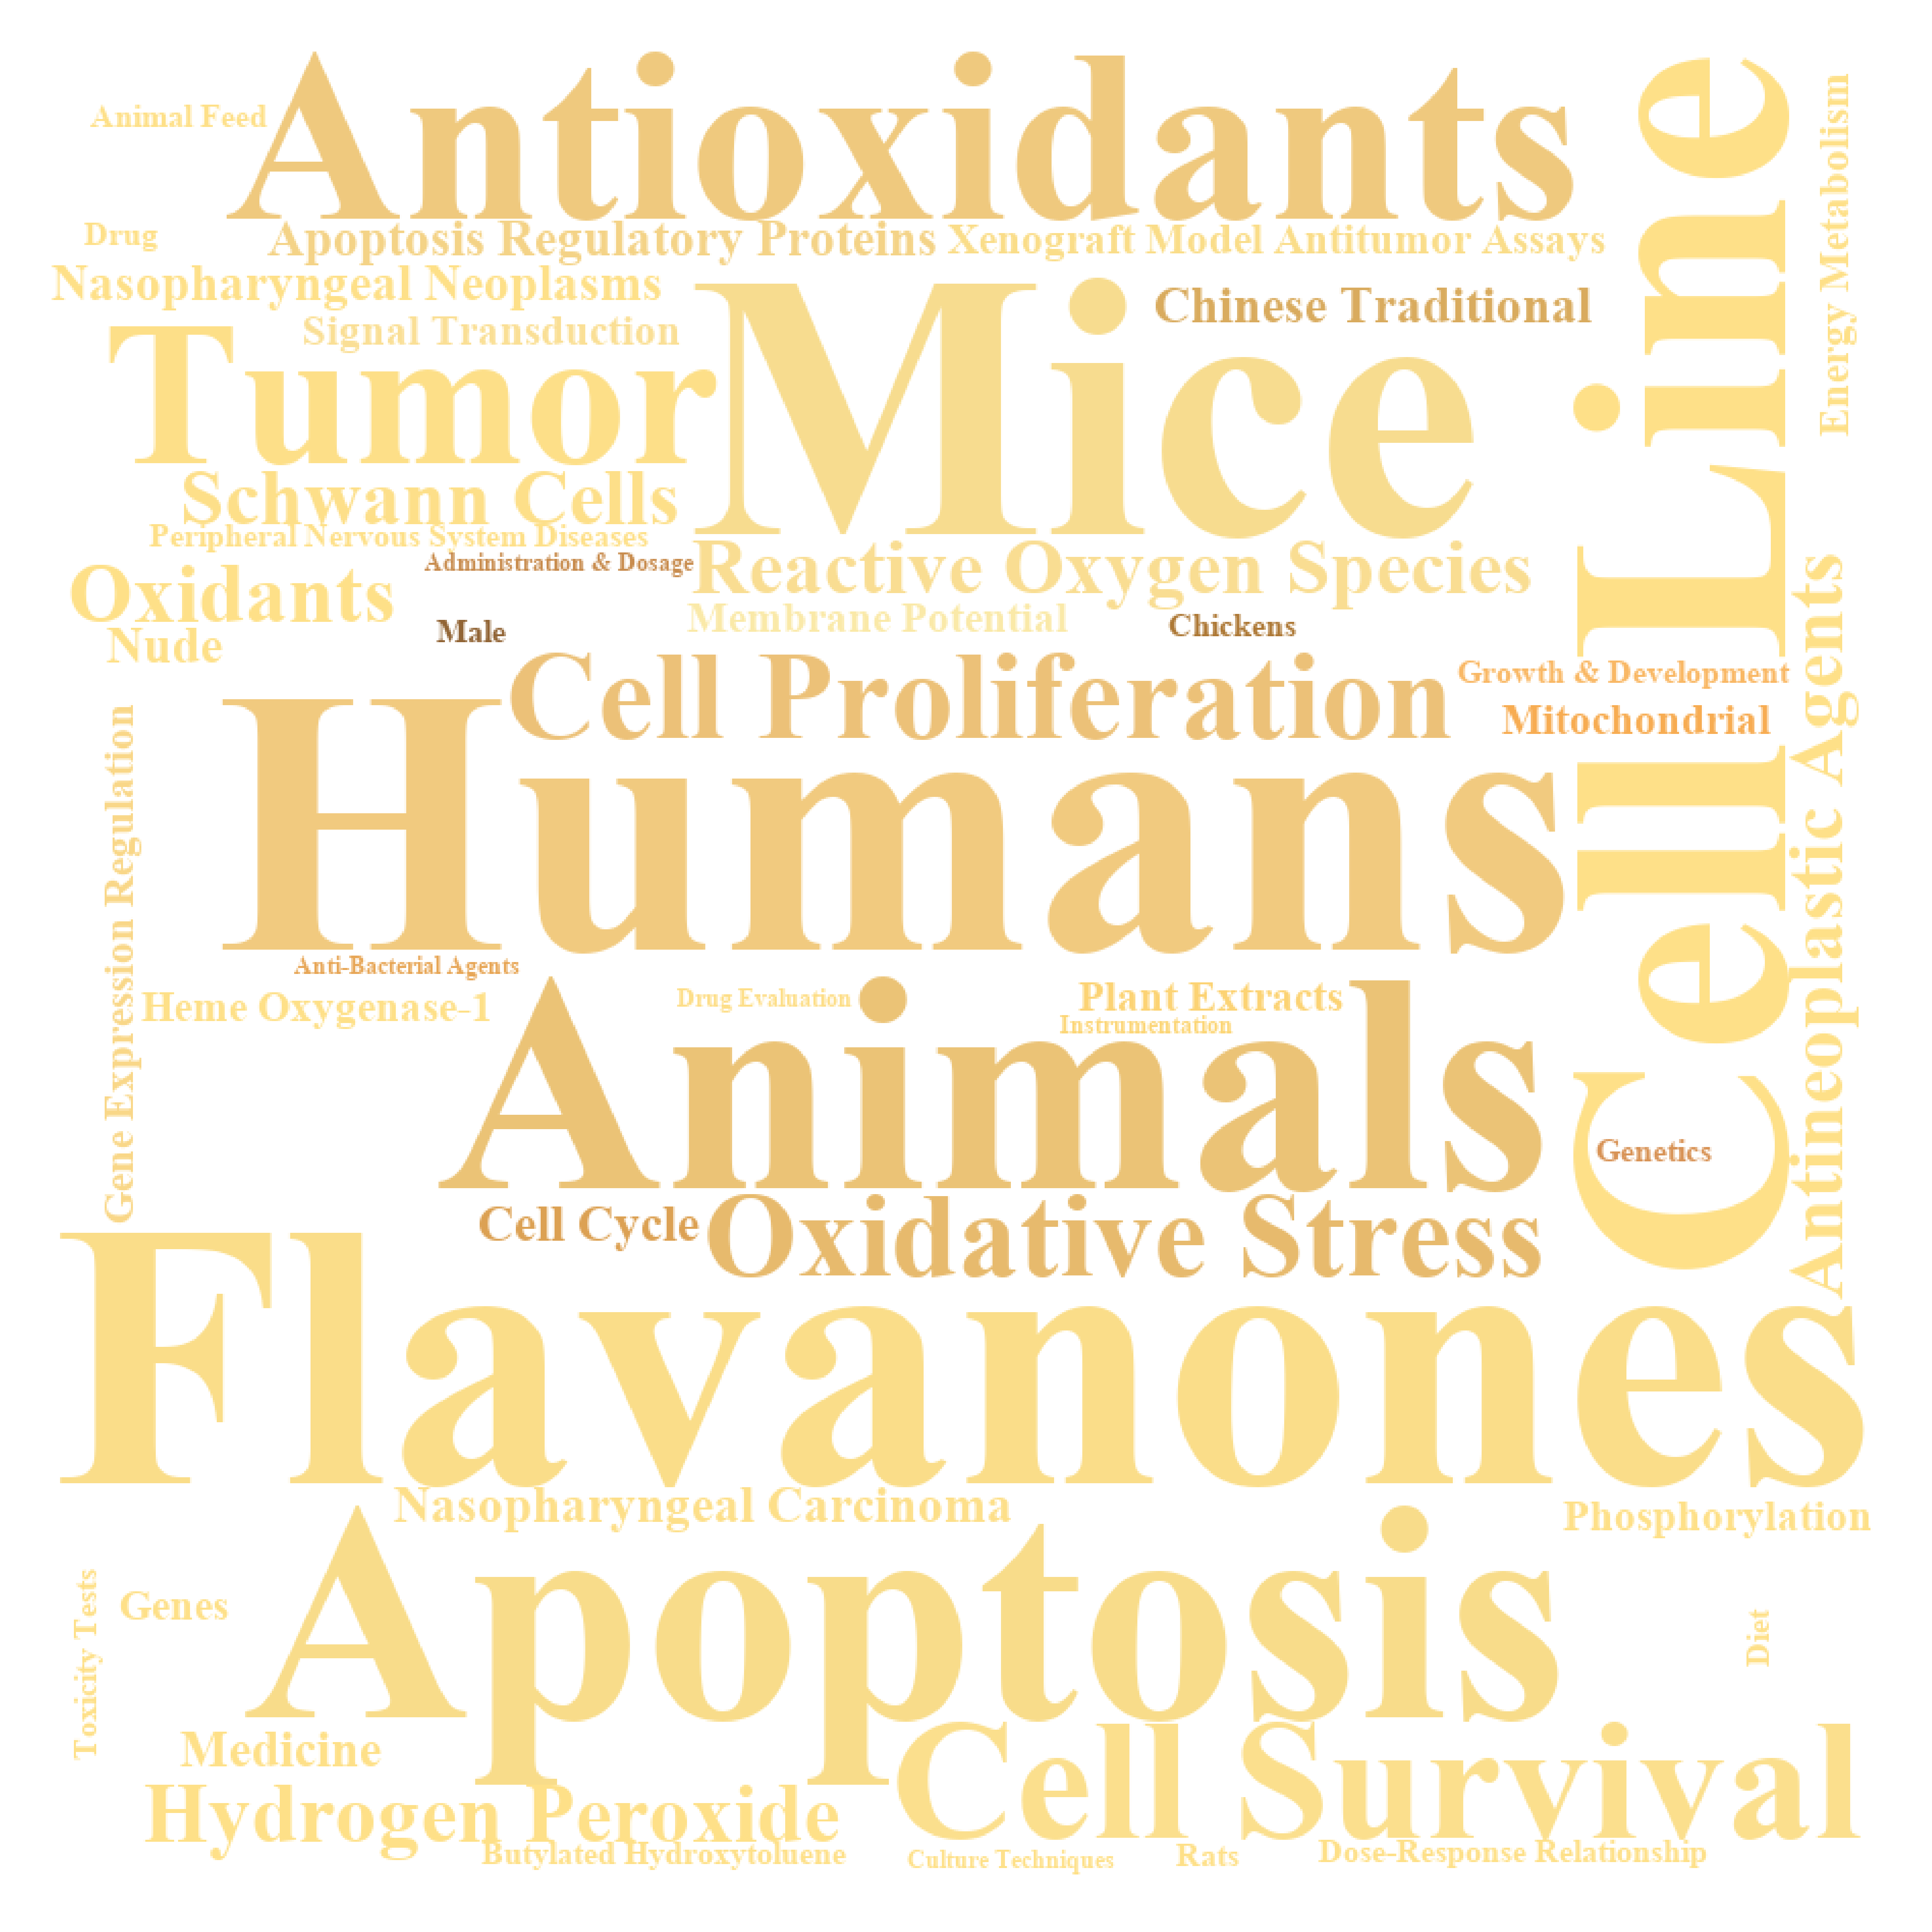 Antioxidants
Animal Feed
Cell Line
Energy Metabolism
Drug
Apoptosis Regulatory Proteins
Xenograft Model Antitumor Assays
Nasopharyngeal Neoplasms
Mice
Chinese Traditional
Signal Transduction
Tumor
Schwann Cells
Peripheral Nervous System Diseases
Administration & Dosage
Reactive Oxygen Species
Antineoplastic Agents
Oxidants
Membrane Potential
Chickens
Male
Nude
Cell Proliferation
Growth & Development
Mitochondrial
Humans
Gene Expression Regulation
Anti-Bacterial Agents
Heme Oxygenase-1
Drug Evaluation
Plant Extracts
Instrumentation
Animals
Genetics
Cell Cycle
Oxidative Stress
Flavanones
Nasopharyngeal Carcinoma
Phosphorylation
Apoptosis
Toxicity Tests
Genes
Diet
Medicine
Cell Survival
Hydrogen Peroxide
Butylated Hydroxytoluene
Culture Techniques
Rats
Dose-Response Relationship